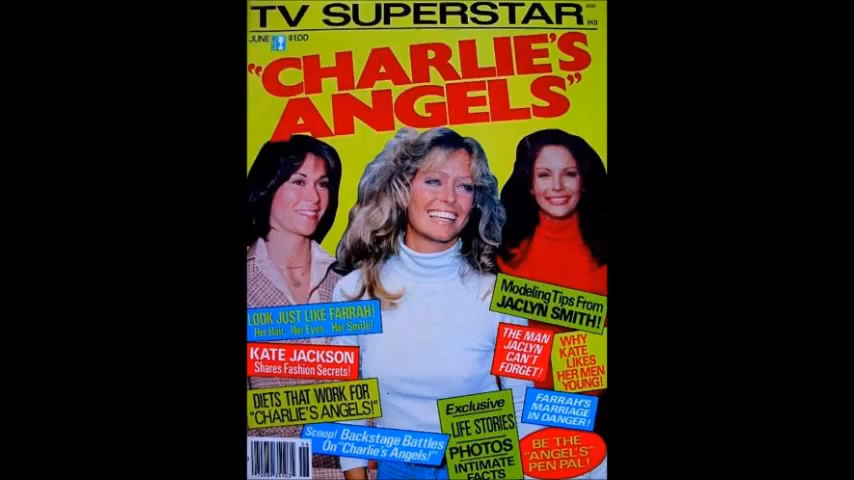 TV SUPERSTAR
JUNE $1.00
"CHARLIE'S
ANGELS"
Modeling Tips From
JACLYN SMITH!
LOOK JUST LIKE FARRAH!
Her Hair.. Her Eyes.. Her Smile!
THE MAN
JACLYN
CAN'T
FORGET!
WHY
KATE
LIKES
HER MEN
YOUNG!
KATE JACKSON
Shares Fashion Secrets!
DIETS THAT WORK FOR
"CHARLIE'S ANGELS!"
FARRAH'S
MARRIAGE
IN DANGER!
Exclusive
LIFE STORIES
PHOTOS
INTIMATE
FACTS
Scoop! Backstage Battles
On "Charlie's Angels!"
BE THE
"ANGEL'S"
PEN PAL!